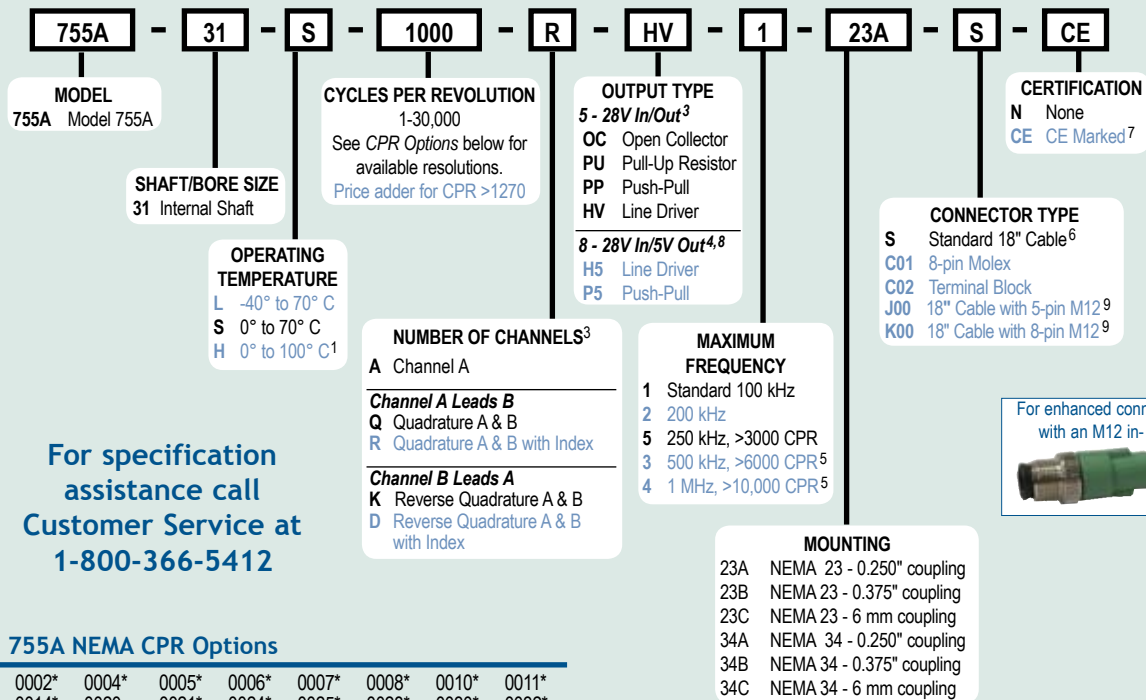 755A - 31 - S - 1000 - R - HV - 1 - 23A - S - CE
MODEL
755A Model 755A
SHAFT/BORE SIZE
31 Internal Shaft
OPERATING
TEMPERATURE
L -40° to 70° C
S 0° to 70° C
H 0° to 100° C1
CYCLES PER REVOLUTION
1-30,000
See CPR Options below for
available resolutions.
Price adder for CPR >1270
NUMBER OF CHANNELS3
A Channel A
Channel A Leads B
Q Quadrature A & B
R Quadrature A & B with Index
Channel B Leads A
K Reverse Quadrature A & B
D Reverse Quadrature A & B
with Index
OUTPUT TYPE
5 - 28V In/Out3
OC Open Collector
PU Pull-Up Resistor
PP Push-Pull
HV Line Driver
8 - 28V In/5V Out4,8
H5 Line Driver
P5 Push-Pull
MAXIMUM
FREQUENCY
1 Standard 100 kHz
2 200 kHz
5 250 kHz, >3000 CPR
3 500 kHz, >6000 CPR5
4 1 MHz, >10,000 CPR5
MOUNTING
23A NEMA 23 - 0.250" coupling
23B NEMA 23 - 0.375" coupling
23C NEMA 23 - 6 mm coupling
34A NEMA 34 - 0.250" coupling
34B NEMA 34 - 0.375" coupling
34C NEMA 34 - 6 mm coupling
CONNECTOR TYPE
S Standard 18" Cable6
C01 8-pin Molex
C02 Terminal Block
J00 18" Cable with 5-pin M12 9
K00 18" Cable with 8-pin M12 9
CERTIFICATION
N None
CE CE Marked7
For enhanced conn
with an M12 in-
For specification
assistance call
Customer Service at
1-800-366-5412
755A NEMA CPR Options
0002* 0004* 0005* 0006* 0007* 0008* 0010* 0011*